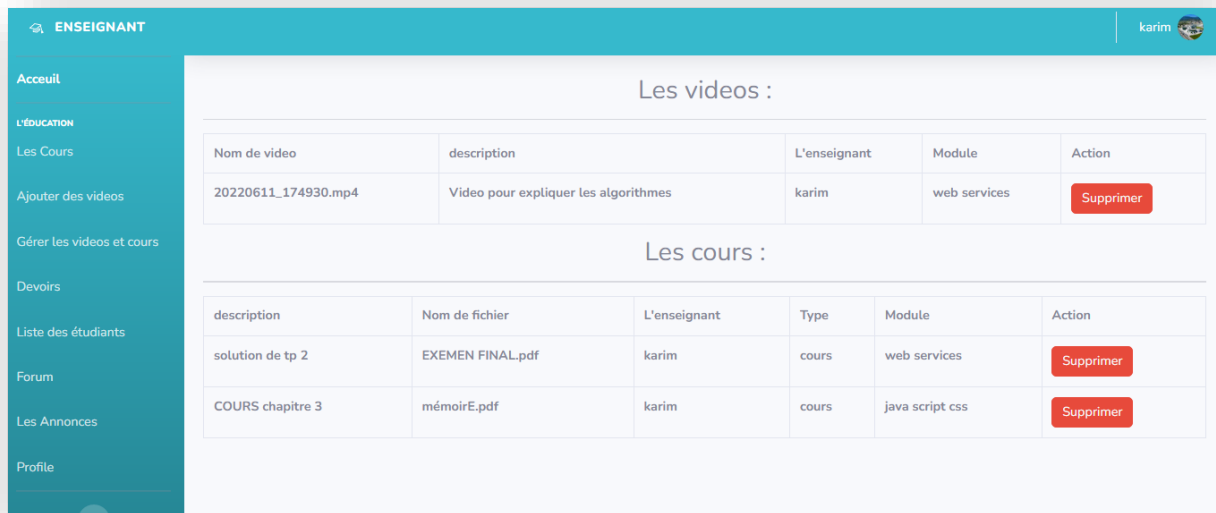 ENSEIGNANT
karim
Acceuil
L'ÉDUCATION
Les Cours
Ajouter des videos
Gérer les videos et cours
Devoirs
Liste des étudiants
Forum
Les Annonces
Profile
Les videos :
Nom de video description L'enseignant Module Action
20220611_174930.mp4 Video pour expliquer les algorithmes karim web services Supprimer
Les cours :
description Nom de fichier L'enseignant Type Module Action
solution de tp 2 EXEMEN FINAL.pdf karim cours web services Supprimer
COURS chapitre 3 mémoirE.pdf karim cours java script css Supprimer